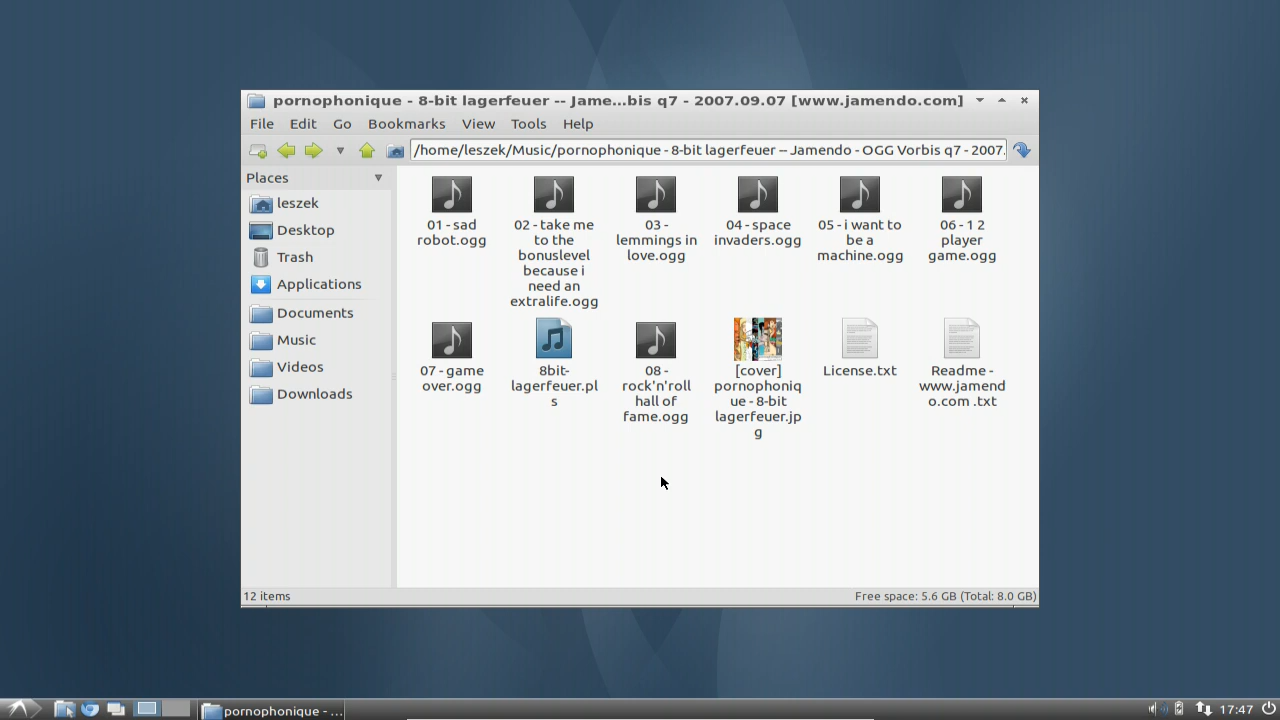 pornophonique - 8-bit lagerfeuer -- Jame...bis q7 - 2007.09.07 [www.jamendo.com]
File Edit Go Bookmarks View Tools Help
/home/leszek/Music/pornophonique - 8-bit lagerfeuer -- Jamendo - OGG Vorbis q7 - 2007.
Places
leszek
Desktop
Trash
Applications
Documents
Music
Videos
Downloads
01 - sad
robot.ogg
02 - take me
to the
bonuslevel
because i
need an
extralife.ogg
03 -
lemmings in
love.ogg
04 - space
invaders.ogg
05 - i want to
be a
machine.ogg
06 - 1 2
player
game.ogg
07 - game
over.ogg
8bit-
lagerfeuer.pl
s
08 -
rock'n'roll
hall of
fame.ogg
[cover]
pornophoniq
ue - 8-bit
lagerfeuer.jp
g
License.txt
Readme -
www.jamend
o.com .txt
12 items
Free space: 5.6 GB (Total: 8.0 GB)
pornophonique - ...
17:47